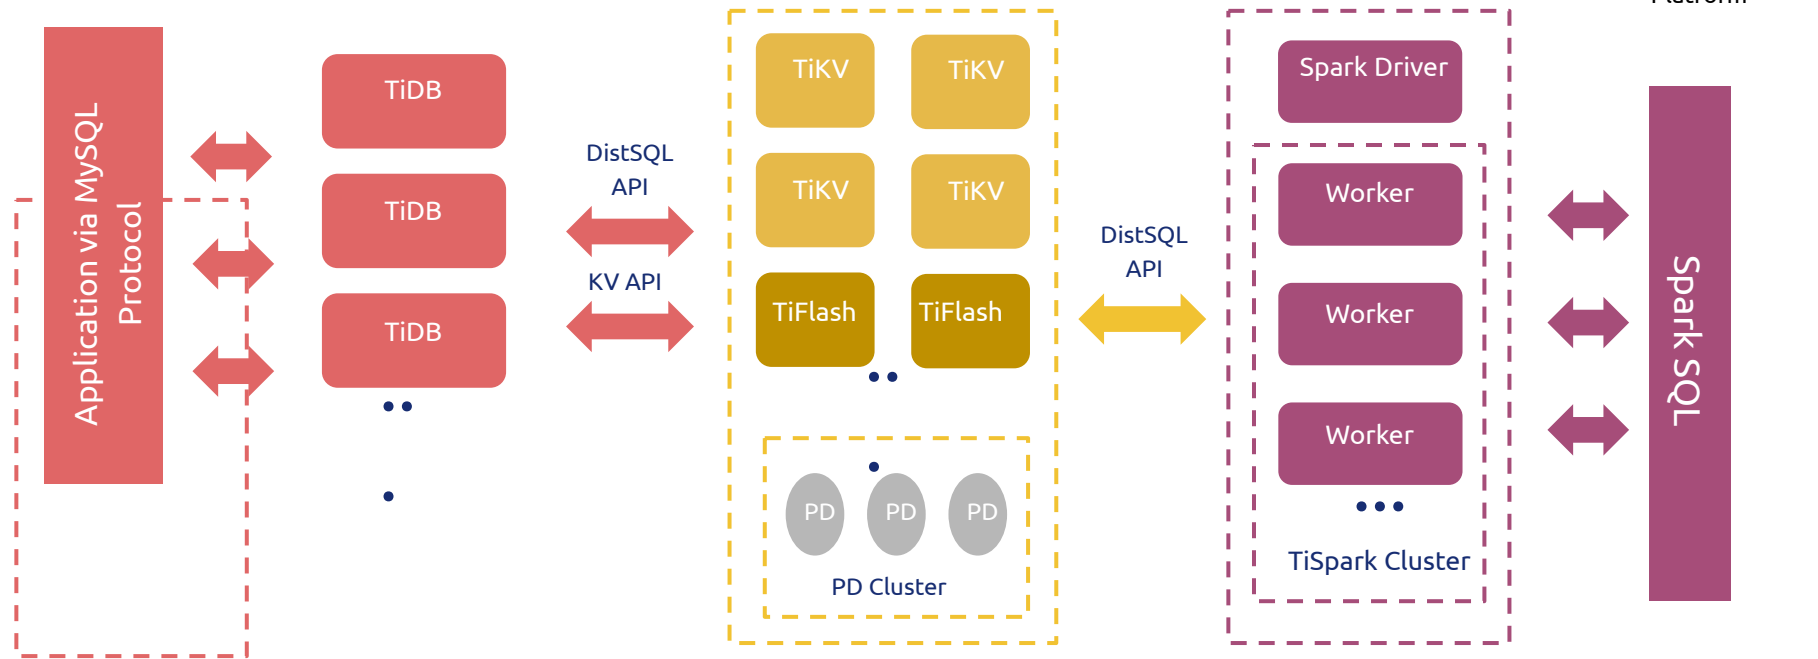 Platform
Application via MySQL
Protocol
TiDB
TiDB
TiDB
DistSQL
API
KV API
TiKV
TiKV
TiKV
TiKV
TiFlash
TiFlash
PD
PD
PD
PD Cluster
DistSQL
API
Spark Driver
Worker
Worker
Worker
TiSpark Cluster
Spark SQL